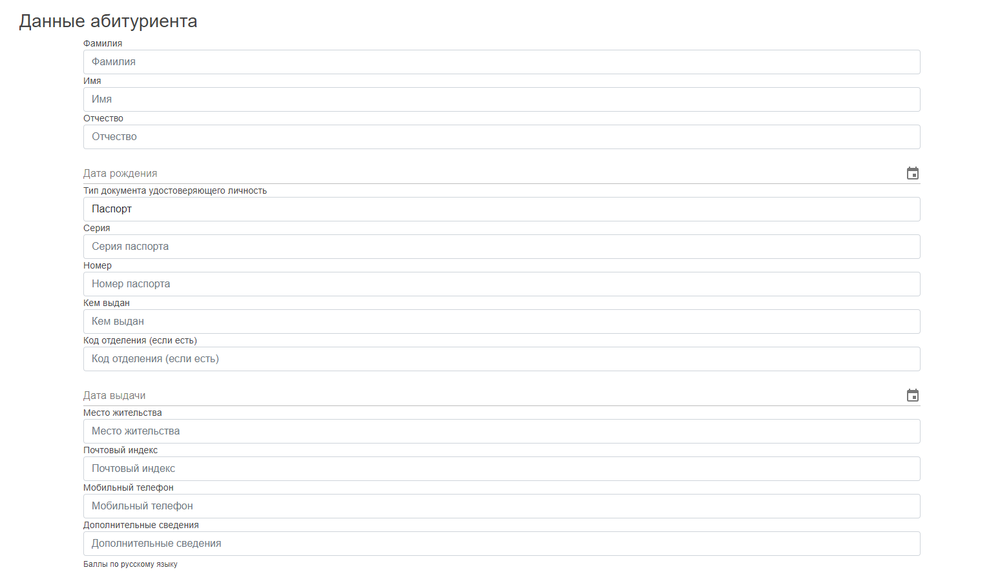 Данные абитуриента
Фамилия
Фамилия
Имя
Имя
Отчество
Отчество
Дата рождения
Тип документа удостоверяющего личность
Паспорт
Серия
Серия паспорта
Номер
Номер паспорта
Кем выдан
Кем выдан
Код отделения (если есть)
Код отделения (если есть)
Дата выдачи
Место жительства
Место жительства
Почтовый индекс
Почтовый индекс
Мобильный телефон
Мобильный телефон
Дополнительные сведения
Дополнительные сведения
Баллы по русскому языку